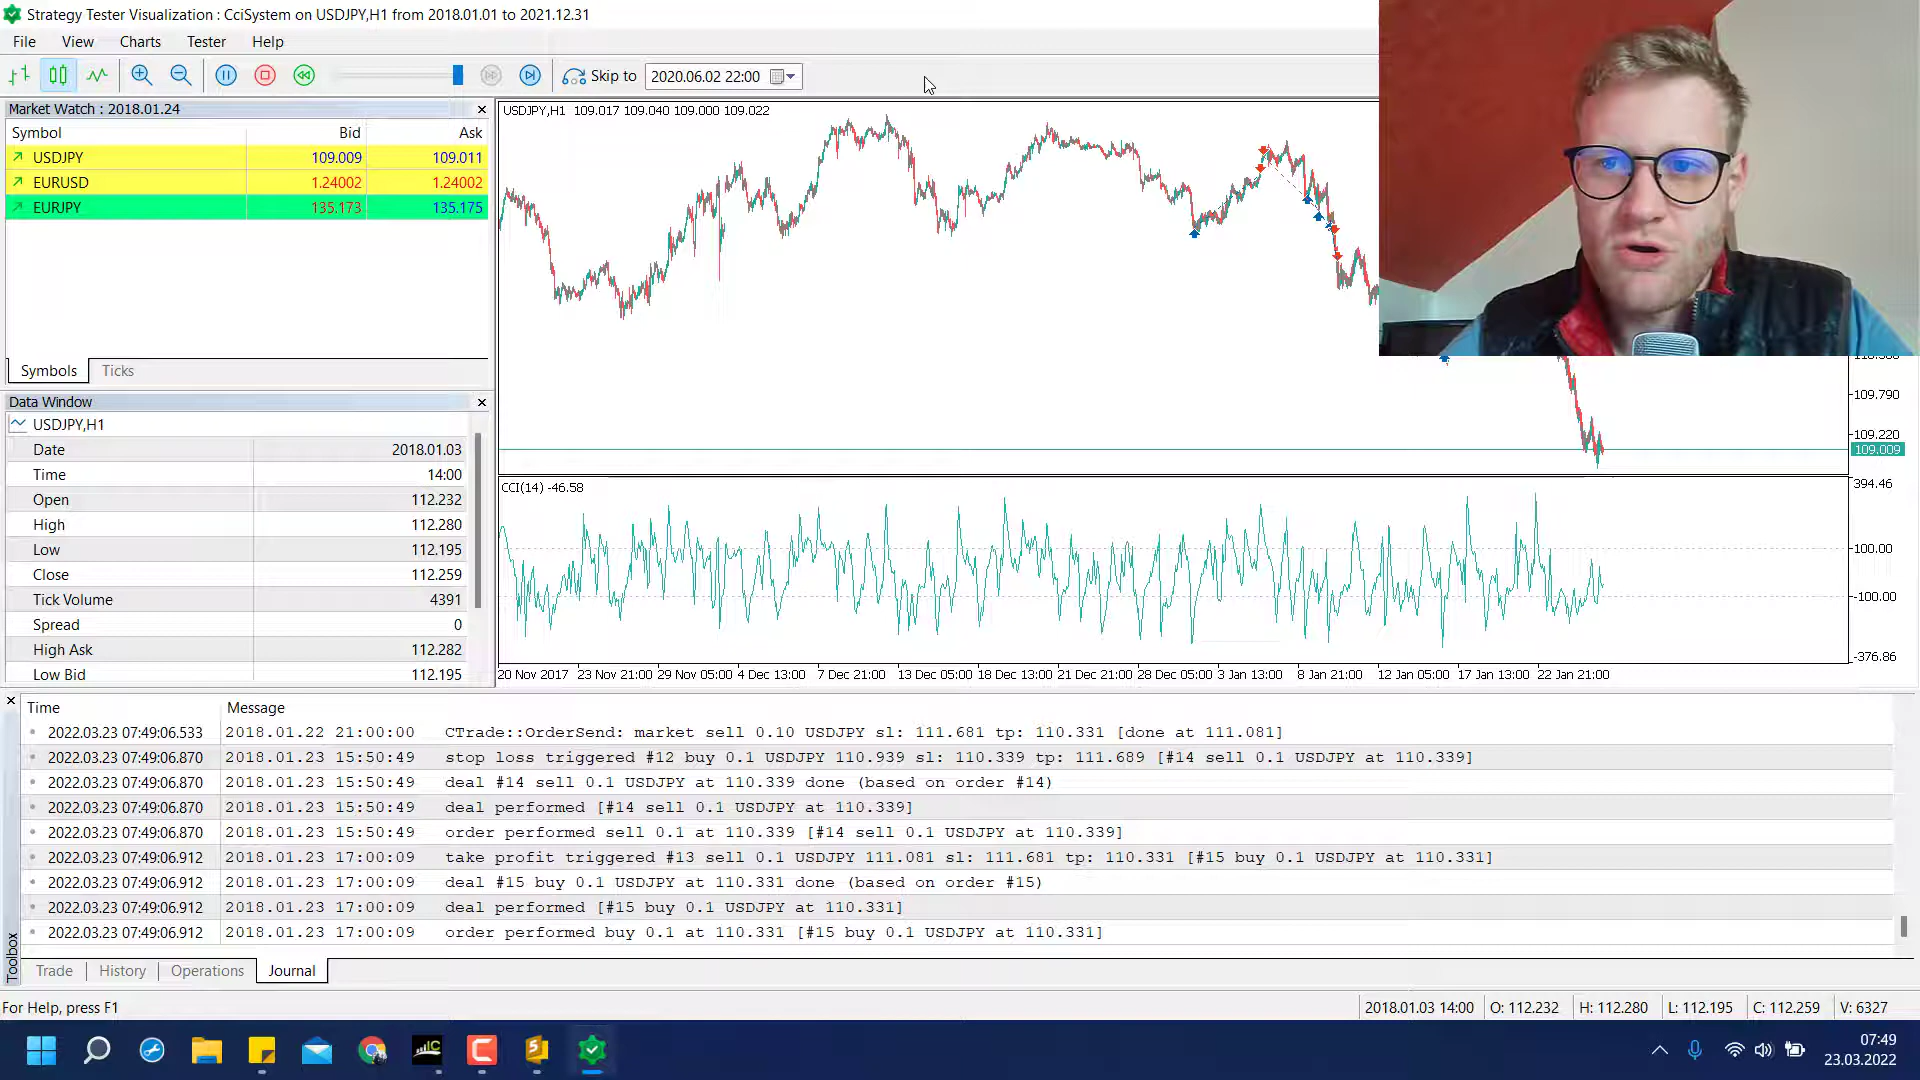 Strategy Tester Visualization : CciSystem on USDJPY,H1 from 2018.01.01 to 2021.12.31
File View Charts Tester Help
Skip to 2020.06.02 22:00
Market Watch : 2018.01.24
Symbol Bid Ask
USDJPY 109.009 109.011
EURUSD 1.24002 1.24002
EURJPY 135.173 135.175
Symbols Ticks
Data Window
USDJPY,H1
Date 2018.01.03
Time 14:00
Open 112.232
High 112.280
Low 112.195
Close 112.259
Tick Volume 4391
Spread 0
High Ask 112.282
Low Bid 112.195
USDJPY,H1 109.017 109.040 109.000 109.022
109.790
109.220
109.009
CCI(14) -46.58
394.46
100.00
-100.00
-376.86
20 Nov 2017 23 Nov 21:00 29 Nov 05:00 4 Dec 13:00 7 Dec 21:00 13 Dec 05:00 18 Dec 13:00 21 Dec 21:00 28 Dec 05:00 3 Jan 13:00 8 Jan 21:00 12 Jan 05:00 17 Jan 13:00 22 Jan 21:00
Time Message
2022.03.23 07:49:06.533 2018.01.22 21:00:00 CTrade::OrderSend: market sell 0.10 USDJPY sl: 111.681 tp: 110.331 [done at 111.081]
2022.03.23 07:49:06.870 2018.01.23 15:50:49 stop loss triggered #12 buy 0.1 USDJPY 110.939 sl: 110.339 tp: 111.689 [#14 sell 0.1 USDJPY at 110.339]
2022.03.23 07:49:06.870 2018.01.23 15:50:49 deal #14 sell 0.1 USDJPY at 110.339 done (based on order #14)
2022.03.23 07:49:06.870 2018.01.23 15:50:49 deal performed [#14 sell 0.1 USDJPY at 110.339]
2022.03.23 07:49:06.870 2018.01.23 15:50:49 order performed sell 0.1 at 110.339 [#14 sell 0.1 USDJPY at 110.339]
2022.03.23 07:49:06.912 2018.01.23 17:00:09 take profit triggered #13 sell 0.1 USDJPY 111.081 sl: 111.681 tp: 110.331 [#15 buy 0.1 USDJPY at 110.331]
2022.03.23 07:49:06.912 2018.01.23 17:00:09 deal #15 buy 0.1 USDJPY at 110.331 done (based on order #15)
2022.03.23 07:49:06.912 2018.01.23 17:00:09 deal performed [#15 buy 0.1 USDJPY at 110.331]
2022.03.23 07:49:06.912 2018.01.23 17:00:09 order performed buy 0.1 at 110.331 [#15 buy 0.1 USDJPY at 110.331]
Toolbox
Trade History Operations Journal
For Help, press F1
2018.01.03 14:00 O: 112.232 H: 112.280 L: 112.195 C: 112.259 V: 6327
IC
C
S
07:49
23.03.2022